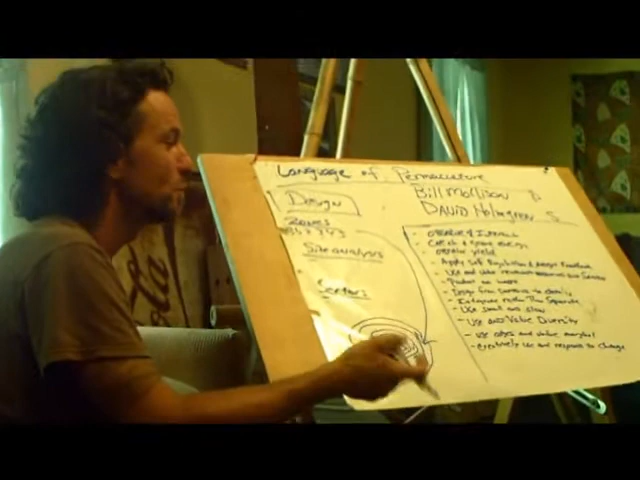 Language of Permaculture
Bill Mollison
David Holmgren
Design
Zones
Site analysis
Sectors
Observe & Interact
Catch & store energy
obtain yield
Apply Self Regulation & Accept Feedback
Use and value renewable resources and Services
Produce no waste
Design from Patterns to details
Integrate rather Than Separate
Use small and slow
Use and Value Diversity
use edges and value marginal
Creatively use and respond to change
Co